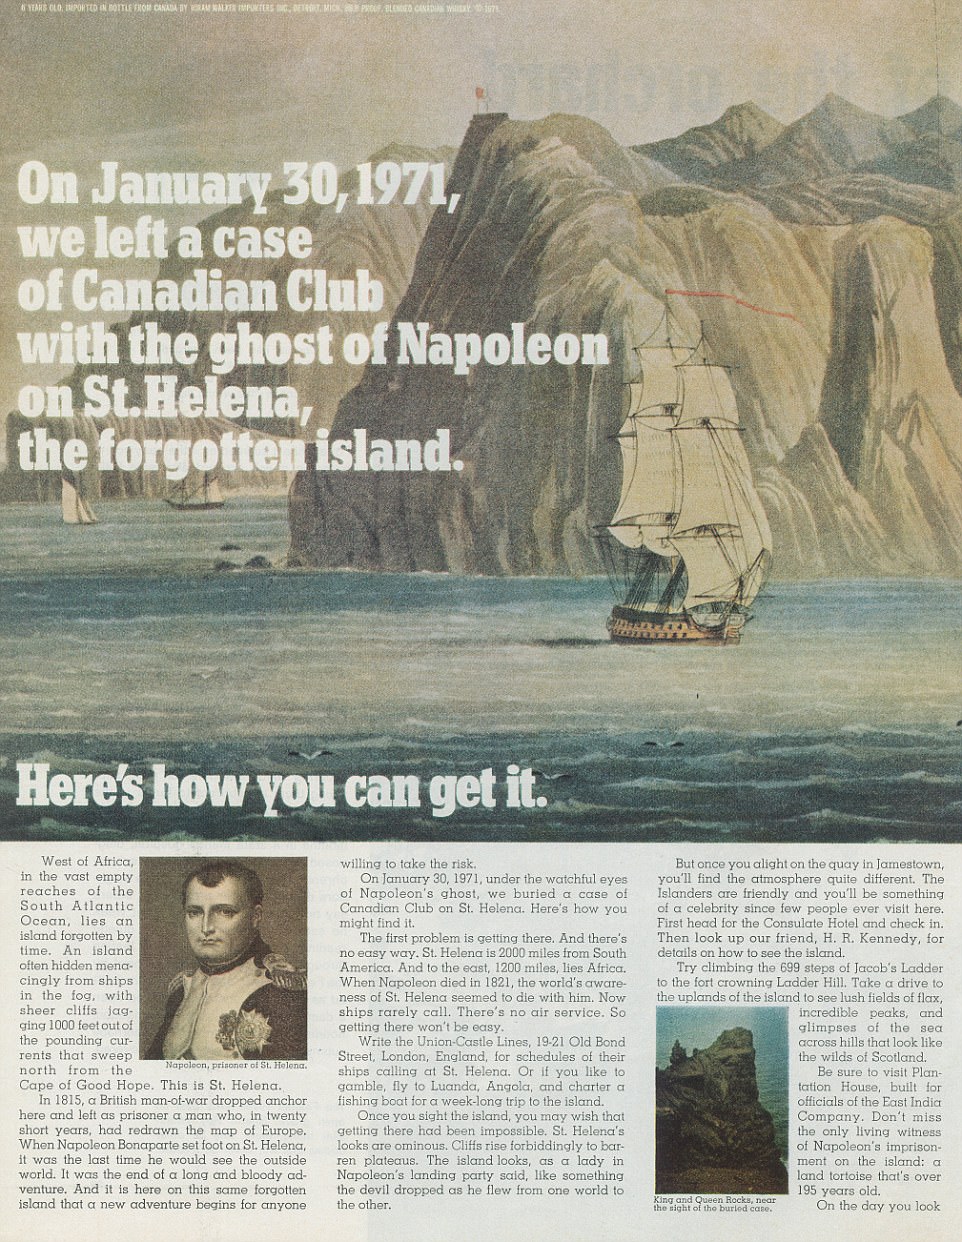 6 YEARS OLD. IMPORTED IN BOTTLE FROM CANADA BY HIRAM WALKER IMPORTERS INC., DETROIT, MICH. 86.8 PROOF. BLENDED CANADIAN WHISKY. © 1971.
On January 30, 1971,
we left a case
of Canadian Club
with the ghost of Napoleon
on St. Helena,
the forgotten island.
Here's how you can get it.
West of Africa,
in the vast empty
reaches of the
South Atlantic
Ocean, lies an
island forgotten by
time. An island
often hidden mena-
cingly from ships
in the fog, with
sheer cliffs jag-
ging 1000 feet out of
the pounding cur-
rents that sweep
north from the
Cape of Good Hope. This is St. Helena.
Napoleon, prisoner of St. Helena.
In 1815, a British man-of-war dropped anchor
here and left as prisoner a man who, in twenty
short years, had redrawn the map of Europe.
When Napoleon Bonaparte set foot on St. Helena,
it was the last time he would see the outside
world. It was the end of a long and bloody ad-
venture. And it is here on this same forgotten
island that a new adventure begins for anyone
willing to take the risk.
On January 30, 1971, under the watchful eyes
of Napoleon's ghost, we buried a case of
Canadian Club on St. Helena. Here's how you
might find it.
The first problem is getting there. And there's
no easy way. St. Helena is 2000 miles from South
America. And to the east, 1200 miles, lies Africa.
When Napoleon died in 1821, the world's aware-
ness of St. Helena seemed to die with him. Now
ships rarely call. There's no air service. So
getting there won't be easy.
Write the Union-Castle Lines, 19-21 Old Bond
Street, London, England, for schedules of their
ships calling at St. Helena. Or if you like to
gamble, fly to Luanda, Angola, and charter a
fishing boat for a week-long trip to the island.
Once you sight the island, you may wish that
getting there had been impossible. St. Helena's
looks are ominous. Cliffs rise forbiddingly to bar-
ren plateaus. The island looks, as a lady in
Napoleon's landing party said, like something
the devil dropped as he flew from one world to
the other.
But once you alight on the quay in Jamestown,
you'll find the atmosphere quite different. The
Islanders are friendly and you'll be something
of a celebrity since few people ever visit here.
First head for the Consulate Hotel and check in.
Then look up our friend, H. R. Kennedy, for
details on how to see the island.
Try climbing the 699 steps of Jacob's Ladder
to the fort crowning Ladder Hill. Take a drive to
the uplands of the island to see lush fields of flax,
incredible peaks, and
glimpses of the sea
across hills that look like
the wilds of Scotland.
Be sure to visit Plan-
tation House, built for
officials of the East India
Company. Don't miss
the only living witness
of Napoleon's imprison-
ment on the island: a
land tortoise that's over
195 years old.
On the day you look
King and Queen Rocks, near
the sight of the buried case.